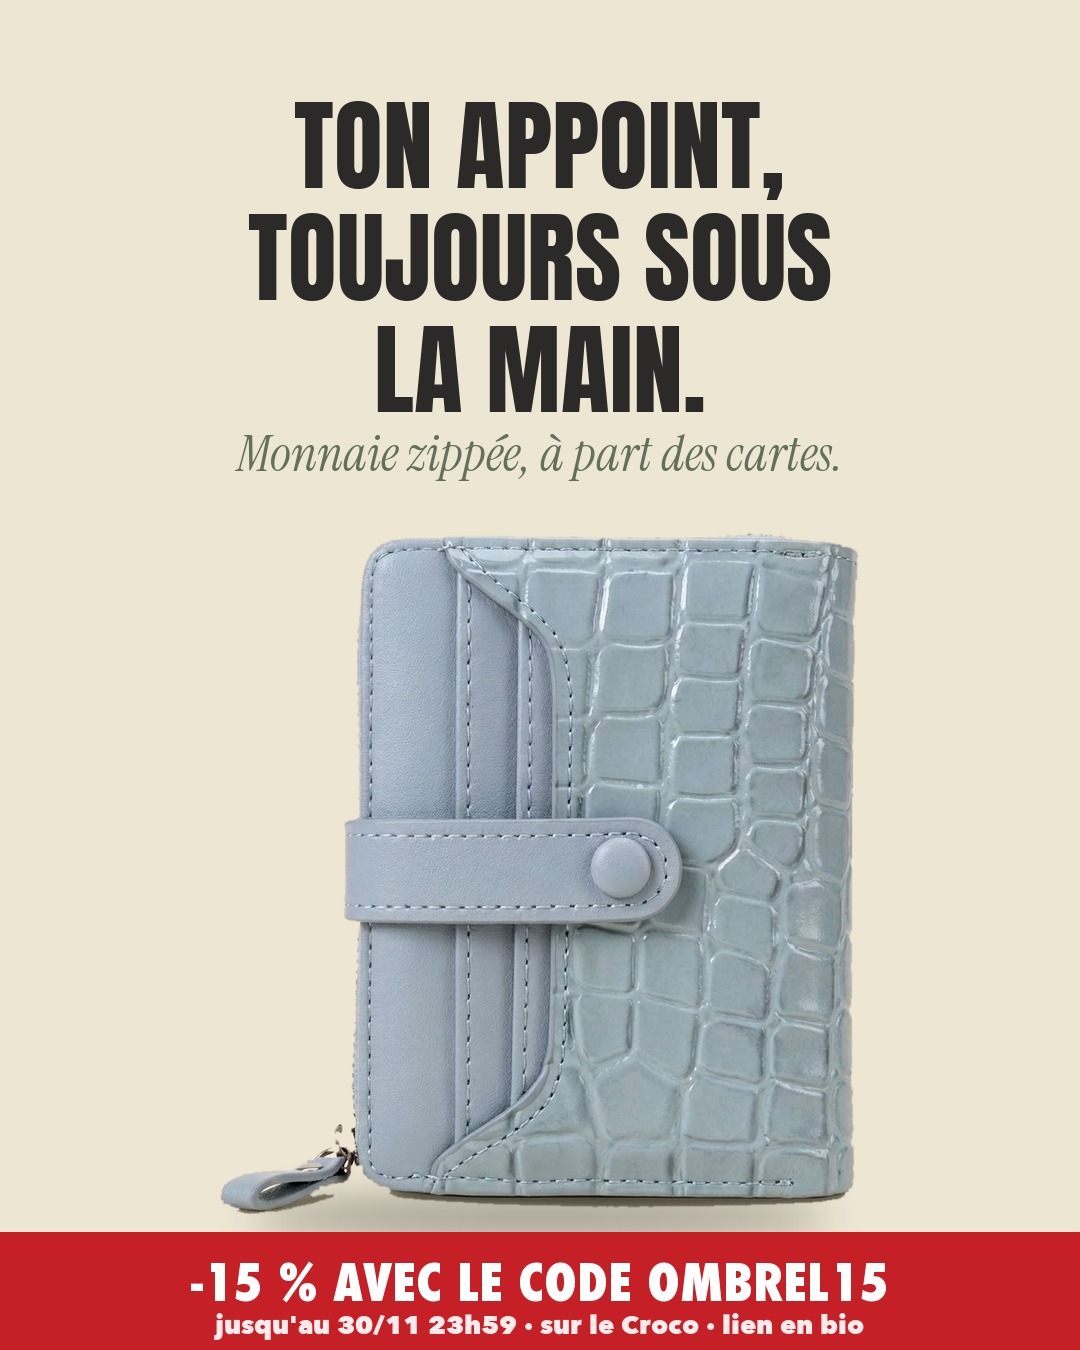 TON APPOINT,
TOUJOURS SOUS
LA MAIN.
Monnaie zippée, à part des cartes.
-15 % AVEC LE CODE OMBREL15
jusqu'au 30/11 23h59 • sur le Croco • lien en bio